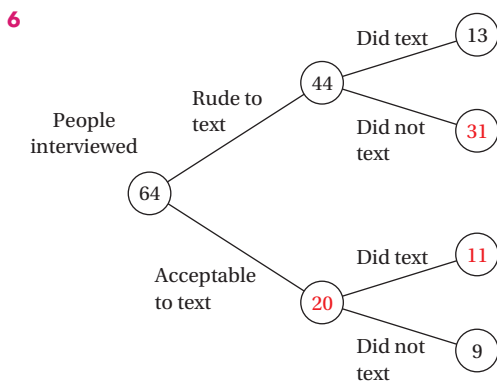 6
People
interviewed
64
Rude to
text
44
Did text
13
Did not
text
31
Acceptable
to text
20
Did text
11
Did not
text
9